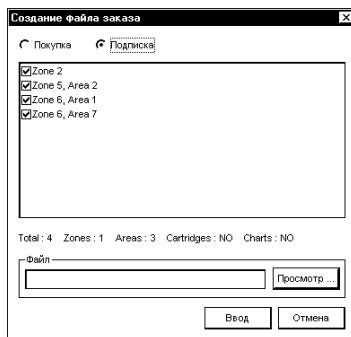 Создание файла заказа
Покупка Подписка
Zone 2
Zone 5, Area 2
Zone 6, Area 1
Zone 6, Area 7
Total : 4 Zones : 1 Areas : 3 Cartridges : NO Charts : NO
Файл
Просмотр ...
Ввод Отмена